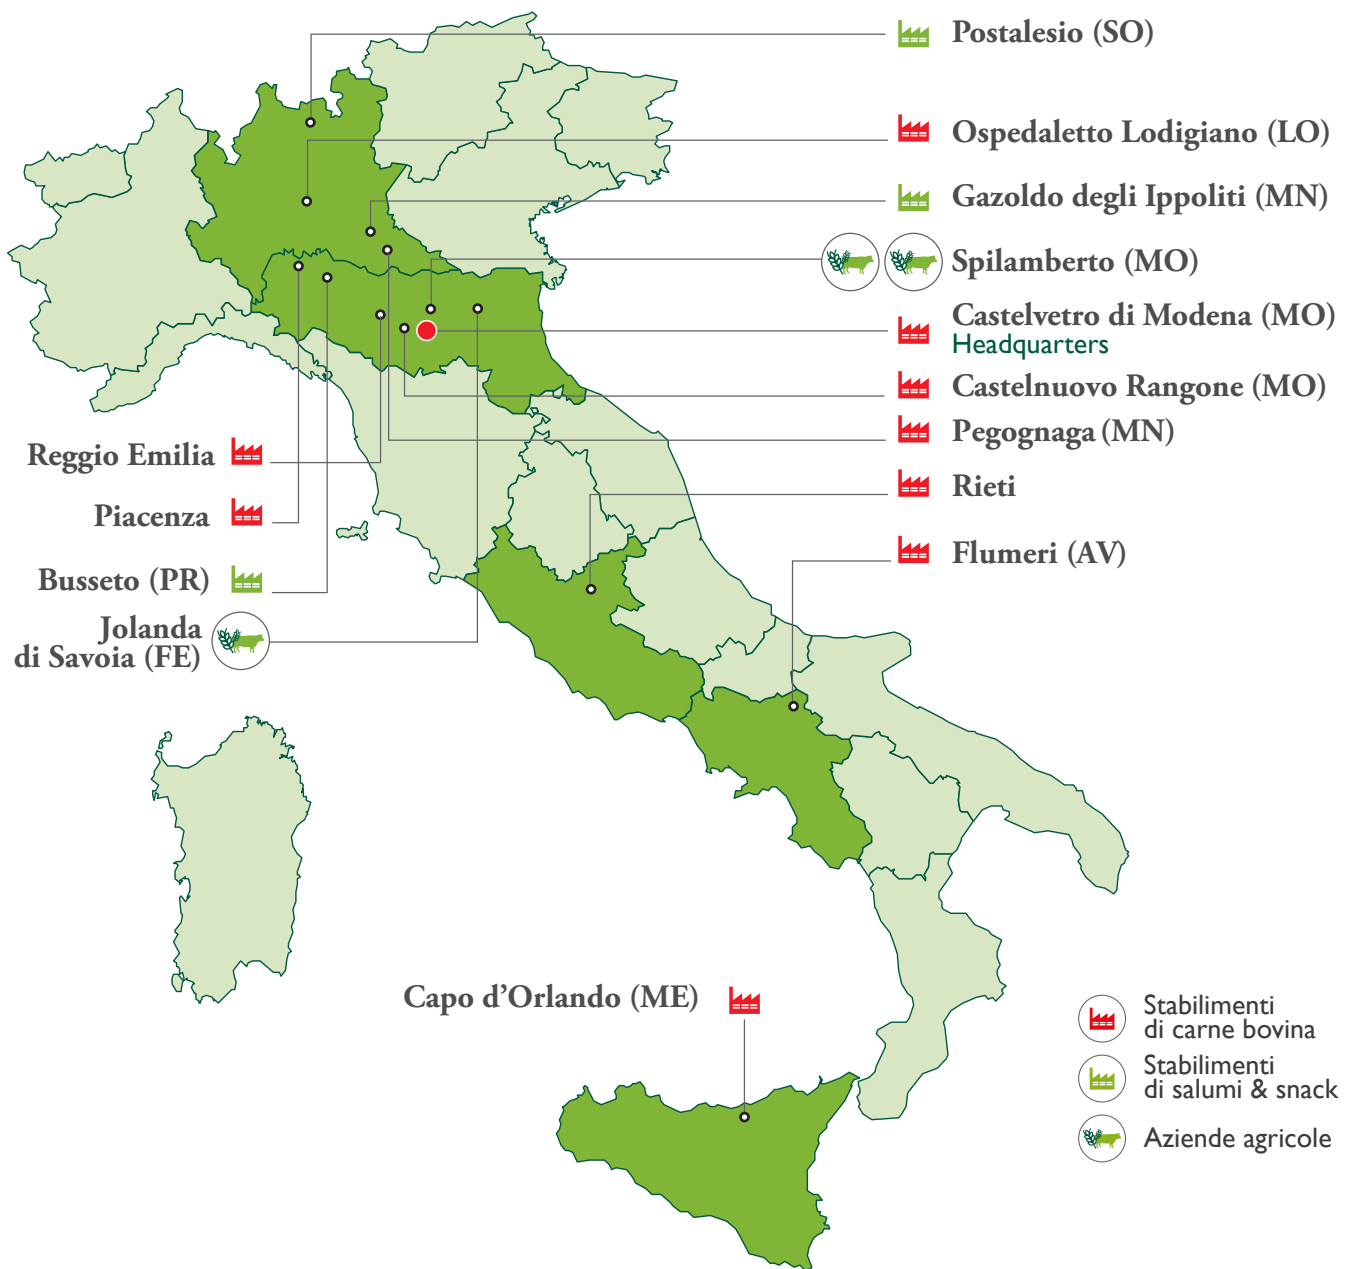 Postalesio (SO)
Ospedaletto Lodigiano (LO)
Gazoldo degli Ippoliti (MN)
Spilamberto (MO)
Castelvetro di Modena (MO)
Headquarters
Castelnuovo Rangone (MO)
Pegognaga (MN)
Rieti
Flumeri (AV)
Reggio Emilia
Piacenza
Busseto (PR)
Jolanda
di Savoia (FE)
Capo d’Orlando (ME)
Stabilimenti
di carne bovina
Stabilimenti
di salumi & snack
Aziende agricole